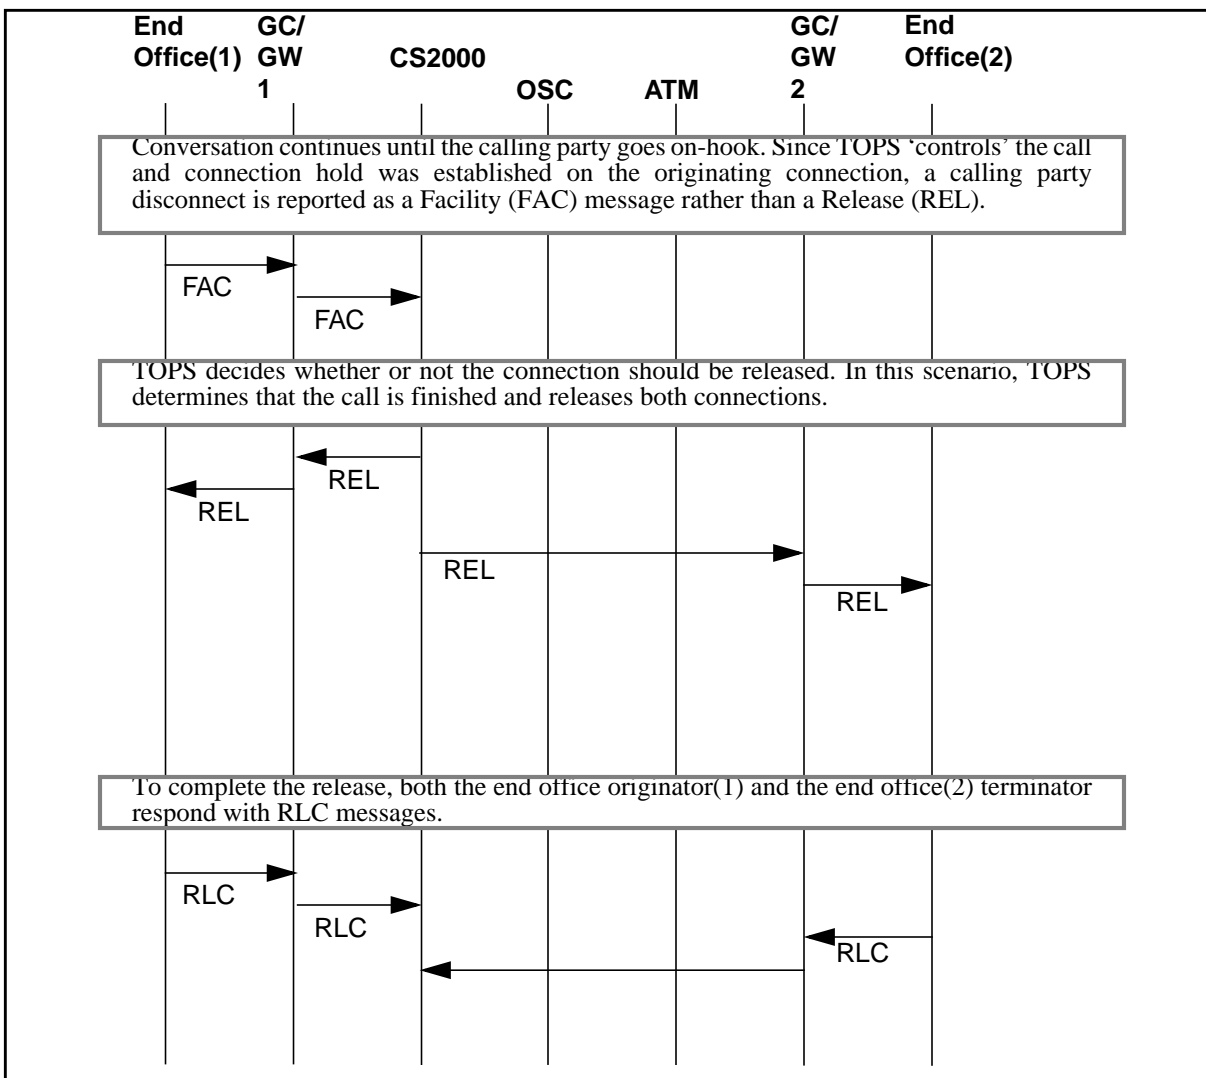 End GC/ GC/ End
Office(1) GW CS2000 GW Office(2)
1 OSC ATM 2
Conversation continues until the calling party goes on-hook. Since TOPS ‘controls’ the call
and connection hold was established on the originating connection, a calling party
disconnect is reported as a Facility (FAC) message rather than a Release (REL).
FAC
FAC
TOPS decides whether or not the connection should be released. In this scenario, TOPS
determines that the call is finished and releases both connections.
REL
REL
REL
REL
To complete the release, both the end office originator(1) and the end office(2) terminator
respond with RLC messages.
RLC
RLC
RLC